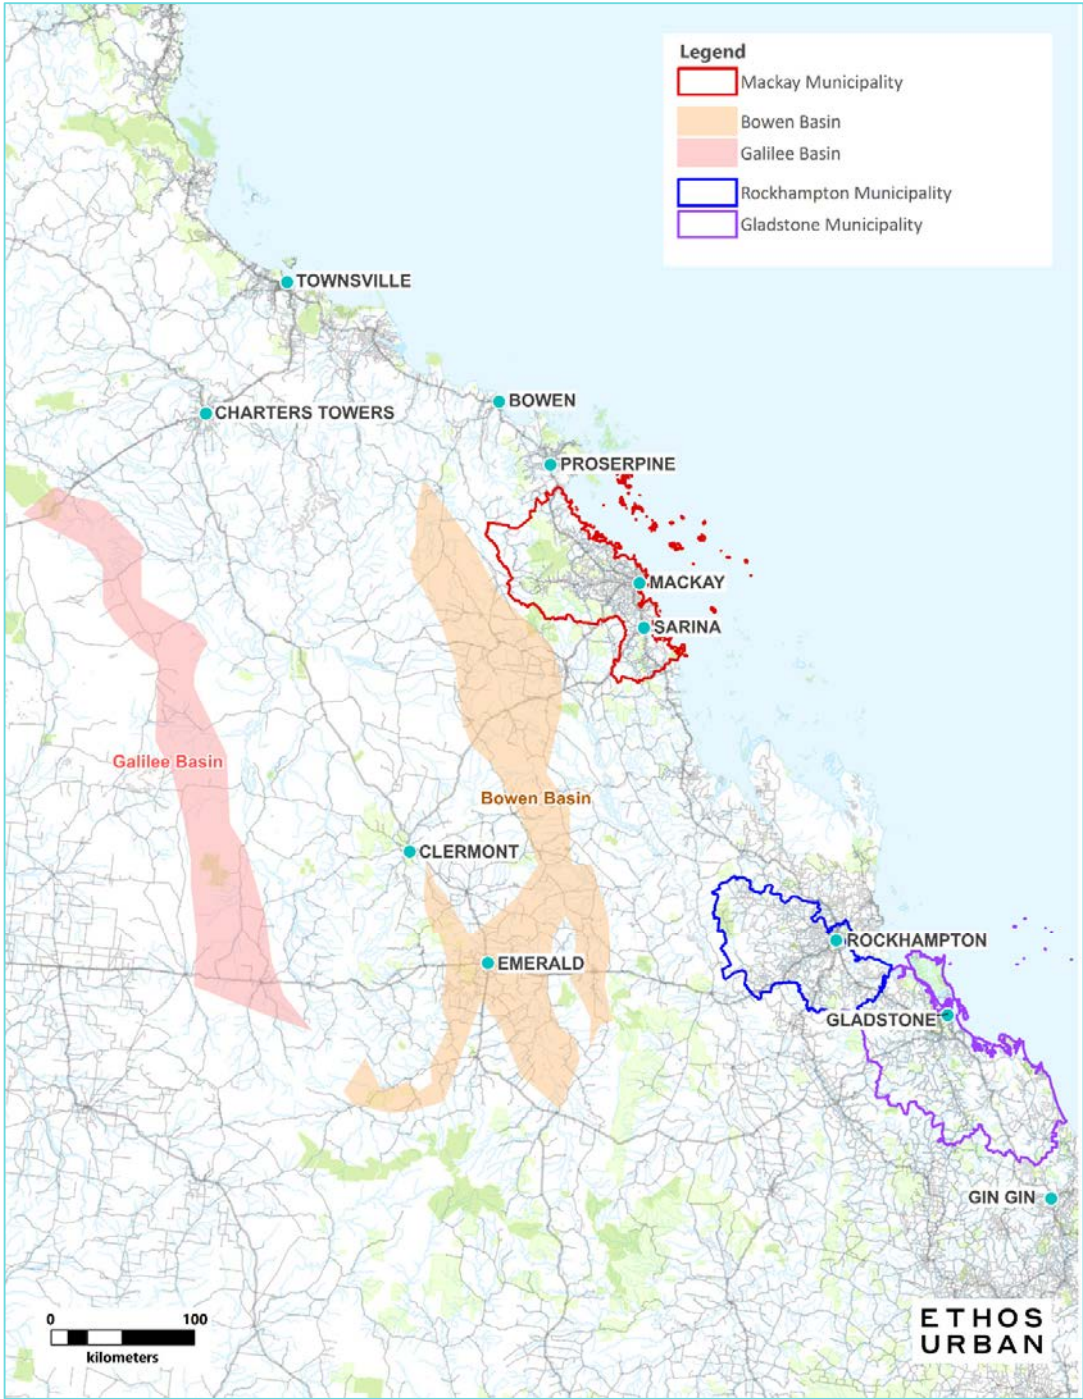 Legend
Mackay Municipality
Bowen Basin
Galilee Basin
Rockhampton Municipality
Gladstone Municipality
TOWNSVILLE
BOWEN
CHARTERS TOWERS
PROSERPINE
MACKAY
SARINA
Galilee Basin
Bowen Basin
CLERMONT
ROCKHAMPTON
EMERALD
GLADSTONE
GIN GIN
0 100
kilometers
ETHOS
URBAN